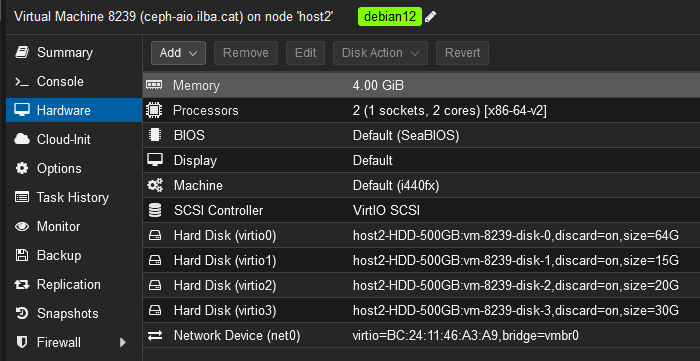 Virtual Machine 8239 (ceph-aio.ilba.cat) on node 'host2' debian12
Summary
Console
Hardware
Cloud-Init
Options
Task History
Monitor
Backup
Replication
Snapshots
Firewall
Add Remove Edit Disk Action Revert
Memory 4.00 GiB
Processors 2 (1 sockets, 2 cores) [x86-64-v2]
BIOS Default (SeaBIOS)
Display Default
Machine Default (i440fx)
SCSI Controller VirtIO SCSI
Hard Disk (virtio0) host2-HDD-500GB:vm-8239-disk-0,discard=on,size=64G
Hard Disk (virtio1) host2-HDD-500GB:vm-8239-disk-1,discard=on,size=15G
Hard Disk (virtio2) host2-HDD-500GB:vm-8239-disk-2,discard=on,size=20G
Hard Disk (virtio3) host2-HDD-500GB:vm-8239-disk-3,discard=on,size=30G
Network Device (net0) virtio=BC:24:11:46:A3:A9,bridge=vmbr0